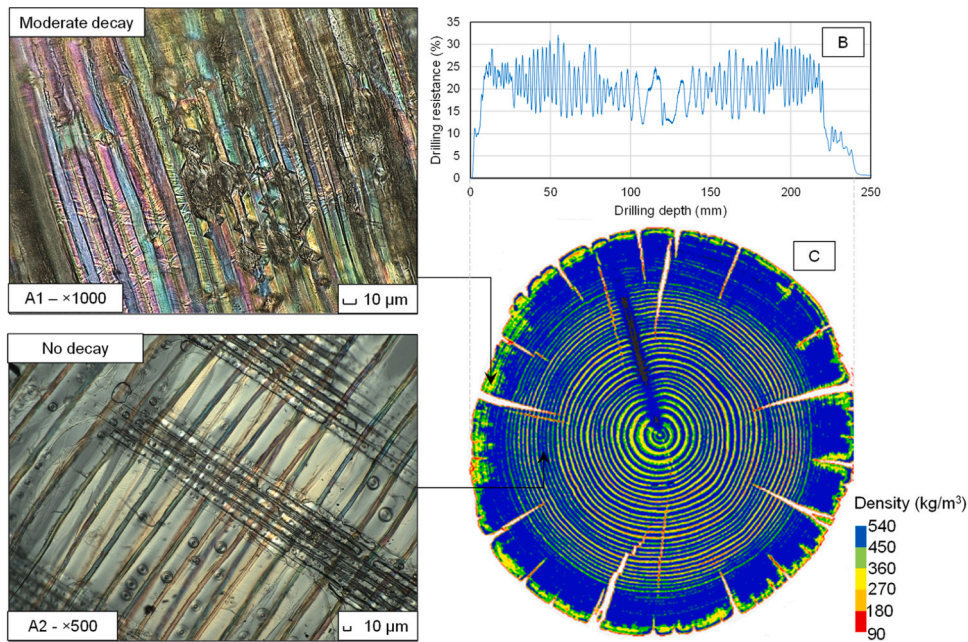 Moderate decay
A1 – ×1000
10 µm
No decay
A2 - ×500
10 µm
B
Drilling resistance (%)
35
30
25
20
15
10
5
0
0 50 100 150 200 250
Drilling depth (mm)
C
Density (kg/m³)
540
450
360
270
180
90